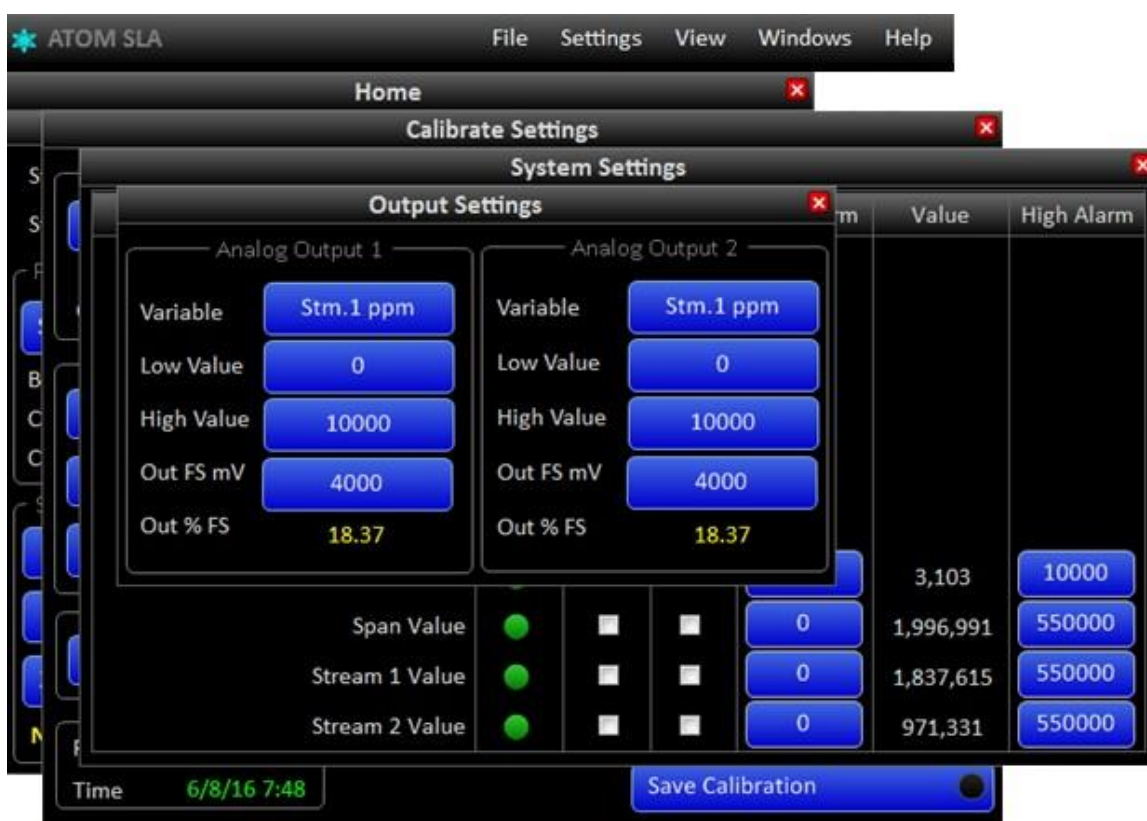 ATOM SLA File Settings View Windows Help
Home
Calibrate Settings
System Settings
Output Settings
Value High Alarm
Analog Output 1
Variable Stm.1 ppm
Low Value 0
High Value 10000
Out FS mV 4000
Out % FS 18.37
Analog Output 2
Variable Stm.1 ppm
Low Value 0
High Value 10000
Out FS mV 4000
Out % FS 18.37
3,103 10000
Span Value 0 1,996,991 550000
Stream 1 Value 0 1,837,615 550000
Stream 2 Value 0 971,331 550000
Time 6/8/16 7:48
Save Calibration